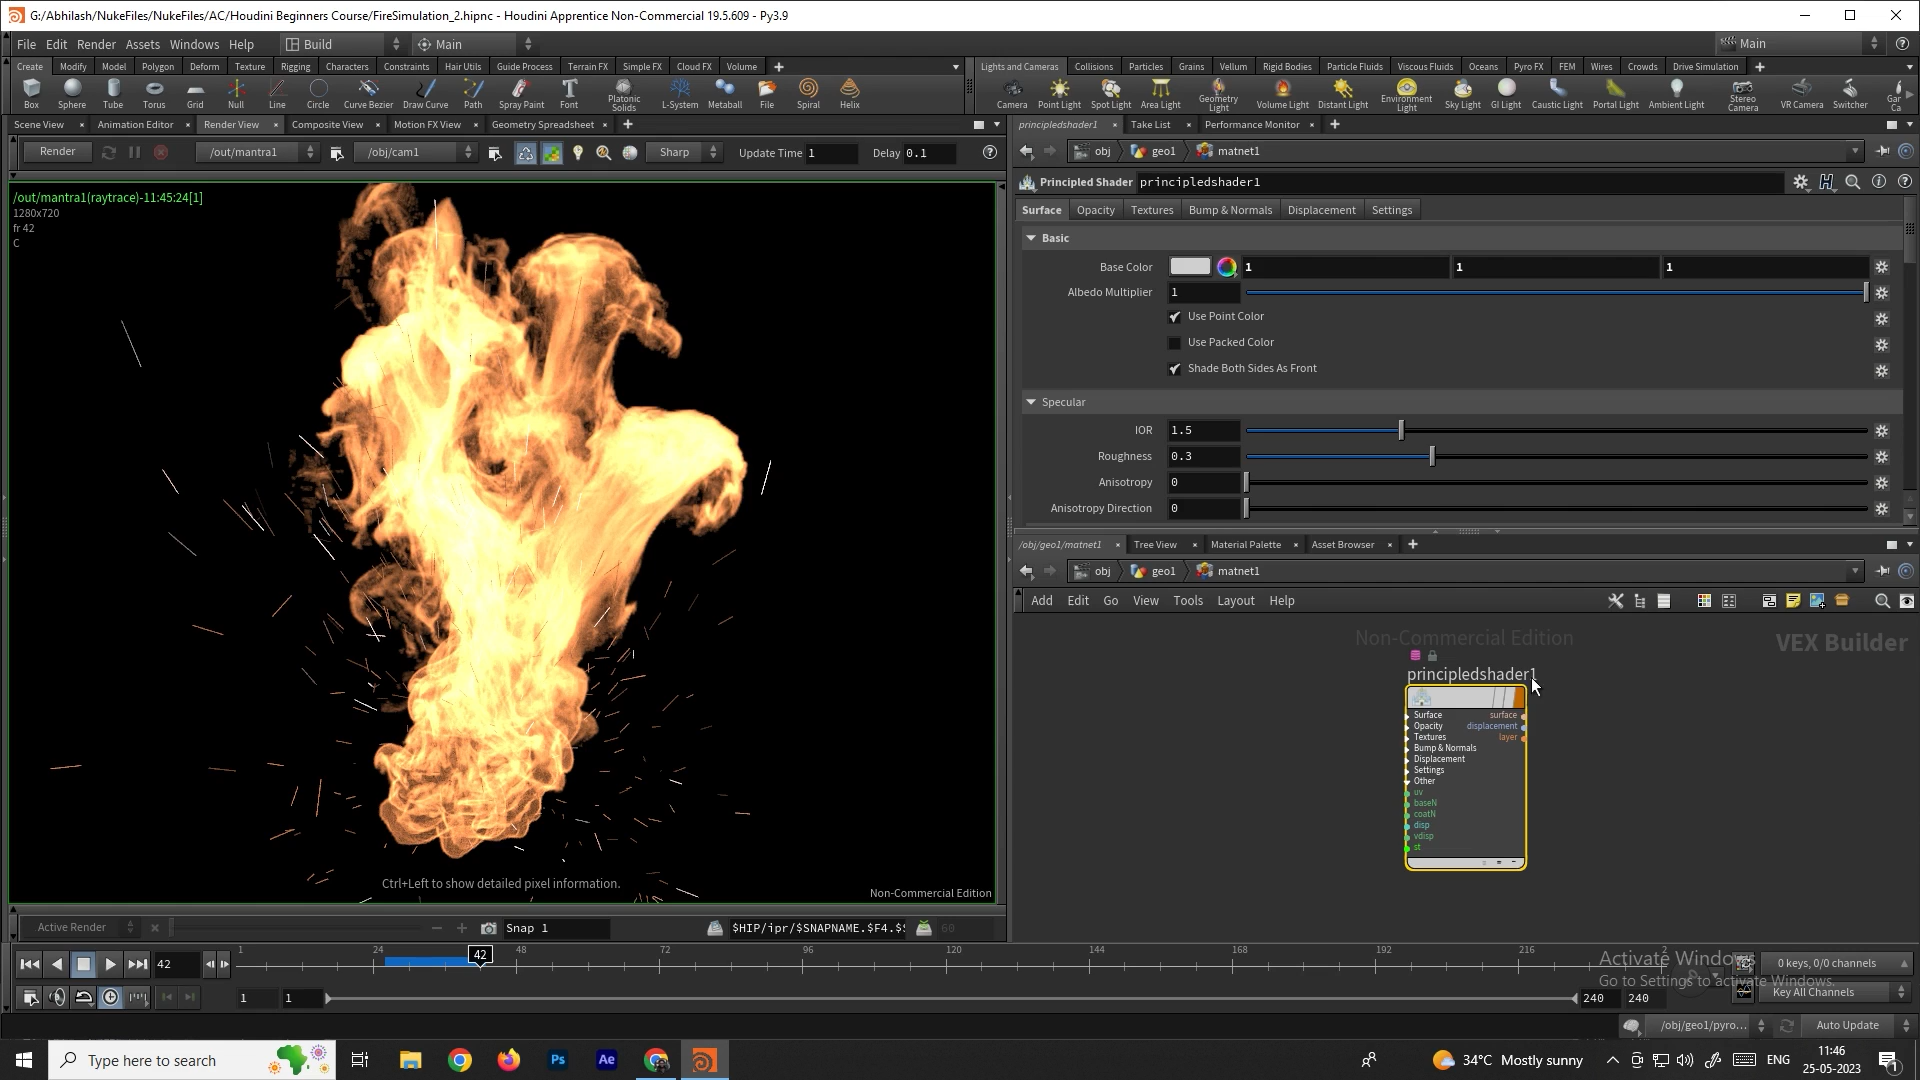 G:/Abhilash/NukeFiles/NukeFiles/AC/Houdini Beginners Course/FireSimulation_2.hipnc - Houdini Apprentice Non-Commercial 19.5.609 - Py3.9
File Edit Render Assets Windows Help Build Main Main
Create Modify Model Polygon Deform Texture Rigging Characters Constraints Hair Utils Guide Process Terrain FX Simple FX Cloud FX Volume
Lights and Cameras Collisions Particles Grains Vellum Rigid Bodies Particle Fluids Viscous Fluids Oceans Pyro FX FEM Wires Crowds Drive Simulation
Box Sphere Tube Torus Grid Null Line Circle Curve Bezier Draw Curve Path Spray Paint Font Platonic Solids L-System Metaball File Spiral Helix
Camera Point Light Spot Light Area Light Geometry Light Volume Light Distant Light Environment Light Sky Light GI Light Caustic Light Portal Light Ambient Light Stereo Camera VR Camera Switcher Gar Ca
Scene View Animation Editor Render View Composite View Motion FX View Geometry Spreadsheet
Render /out/mantra1 /obj/cam1 Sharp Update Time 1 Delay 0.1
/out/mantra1(raytrace)-11:45:24[1]
1280x720
fr 42
C
Ctrl+Left to show detailed pixel information.
Non-Commercial Edition
Active Render Snap 1 $HIP/ipr/$SNAPNAME.$F4.$ 60
principledshader1 Take List Performance Monitor
obj geo1 matnet1
Principled Shader principledshader1
Surface Opacity Textures Bump & Normals Displacement Settings
Basic
Base Color 1 1 1
Albedo Multiplier 1
Use Point Color
Use Packed Color
Shade Both Sides As Front
Specular
IOR 1.5
Roughness 0.3
Anisotropy 0
Anisotropy Direction 0
/obj/geo1/matnet1 Tree View Material Palette Asset Browser
obj geo1 matnet1
Add Edit Go View Tools Layout Help
Non-Commercial Edition
VEX Builder
principledshader1
Surface surface
Opacity displacement
Textures layer
Bump & Normals
Displacement
Settings
Other
uv
baseN
coatN
disp
vdisp
st
1 24 48 72 96 120 144 168 192 216 2
42 42
Activate Windows
Go to Settings to activate Windows.
0 keys, 0/0 channels
1 1 240 240 Key All Channels
/obj/geo1/pyro... Auto Update
Type here to search Ps Ae 34°C Mostly sunny ENG
11:46
25-05-2023
1